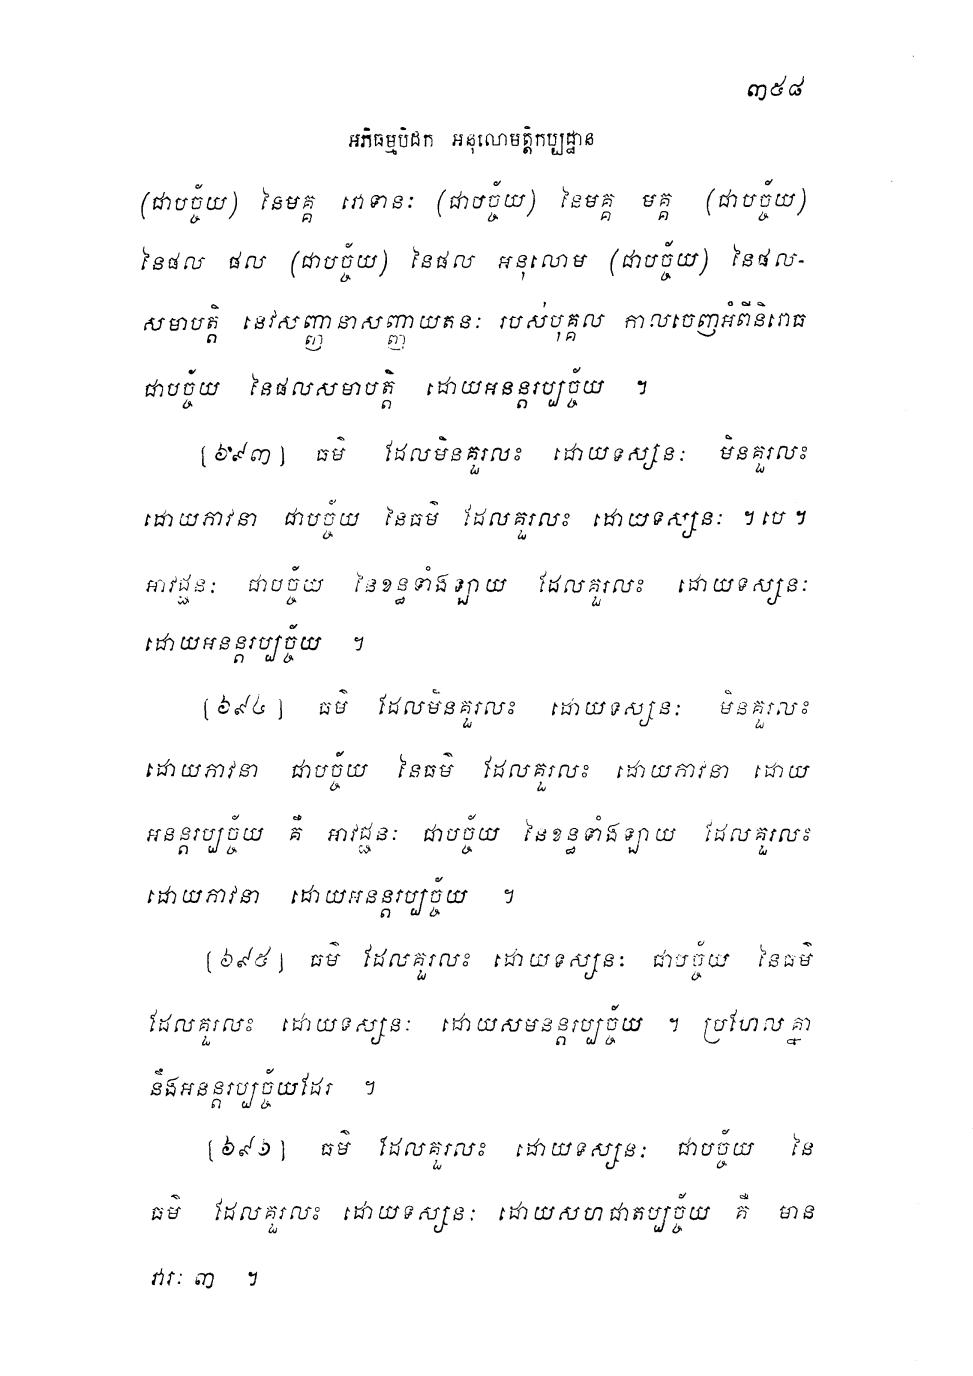 ៣៥៨
អភិធម្មបិដក អនុលោមត្តិកប្បដ្ឋាន
(ជាបច្ច័យ) នៃមគ្គ វោទានៈ (ជាបច្ច័យ) នៃមគ្គ មគ្គ (ជាបច្ច័យ)
នៃផល ផល (ជាបច្ច័យ) នៃផល អនុលោម (ជាបច្ច័យ) នៃផល-
សមាបត្តិ នេវសញ្ញានាសញ្ញាយតនៈ របស់បុគ្គល កាលចេញអំពីនិរោធ
ជាបច្ច័យ នៃផលសមាបត្តិ ដោយអនន្តរប្បច្ច័យ ។
[៦៩៣] ធម៌ ដែលមិនគួរលះ ដោយទស្សនៈ មិនគួរលះ
ដោយភាវនា ជាបច្ច័យ នៃធម៌ ដែលគួរលះ ដោយទស្សនៈ ។ បេ ។
អាវជ្ជនៈ ជាបច្ច័យ នៃខន្ធទាំងឡាយ ដែលគួរលះ ដោយទស្សនៈ
ដោយអនន្តរប្បច្ច័យ ។
[៦៩៤] ធម៌ ដែលមិនគួរលះ ដោយទស្សនៈ មិនគួរលះ
ដោយភាវនា ជាបច្ច័យ នៃធម៌ ដែលគួរលះ ដោយភាវនា ដោយ
អនន្តរប្បច្ច័យ គឺ អាវជ្ជនៈ ជាបច្ច័យ នៃខន្ធទាំងឡាយ ដែលគួរលះ
ដោយភាវនា ដោយអនន្តរប្បច្ច័យ ។
[៦៩៥] ធម៌ ដែលគួរលះ ដោយទស្សនៈ ជាបច្ច័យ នៃធម៌
ដែលគួរលះ ដោយទស្សនៈ ដោយសមនន្តរប្បច្ច័យ ។ ប្រហែលគ្នា
នឹងអនន្តរប្បច្ច័យដែរ ។
[៦៩៦] ធម៌ ដែលគួរលះ ដោយទស្សនៈ ជាបច្ច័យ នៃ
ធម៌ ដែលគួរលះ ដោយទស្សនៈ ដោយសហជាតប្បច្ច័យ គឺ មាន
វារៈ ៣ ។